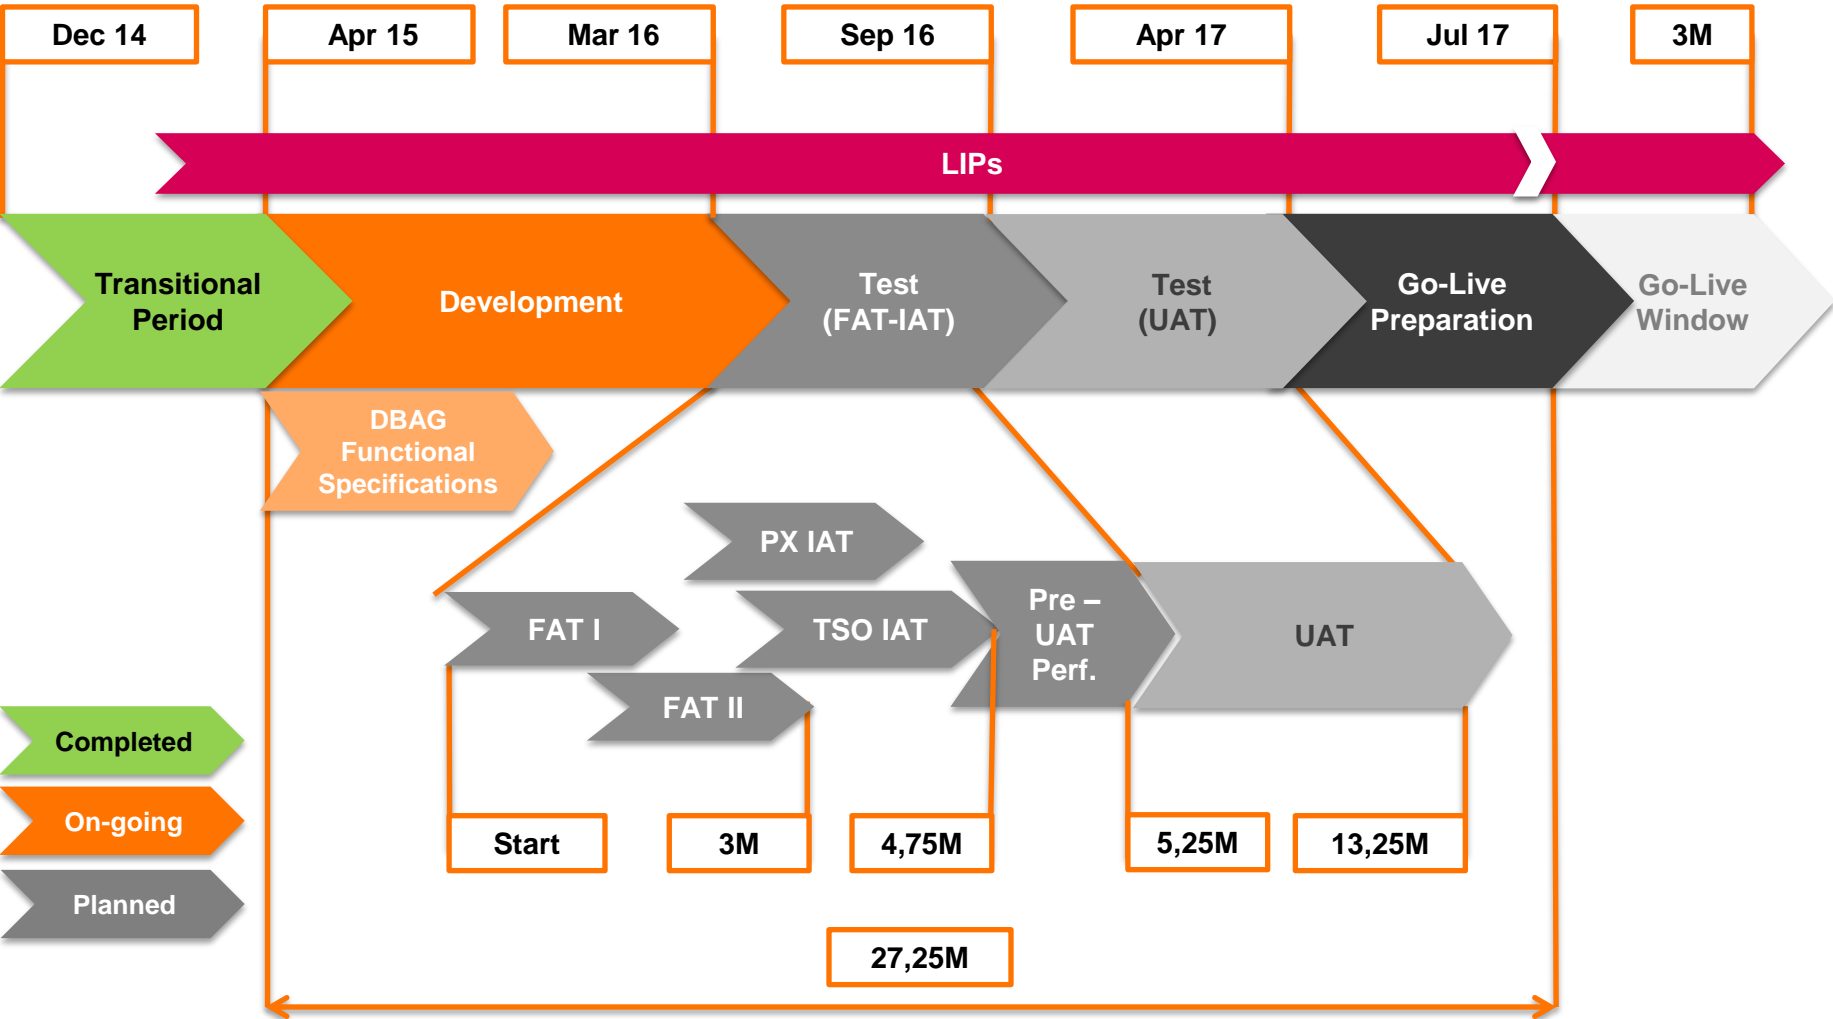 Dec 14
Apr 15
Mar 16
Sep 16
Apr 17
Jul 17
3M
LIPs
Transitional
Period
Development
Test
(FAT-IAT)
Test
(UAT)
Go-Live
Preparation
Go-Live
Window
DBAG
Functional
Specifications
PX IAT
FAT I
TSO IAT
FAT II
Pre –
UAT
Perf.
UAT
Completed
On-going
Planned
Start
3M
4,75M
5,25M
13,25M
27,25M